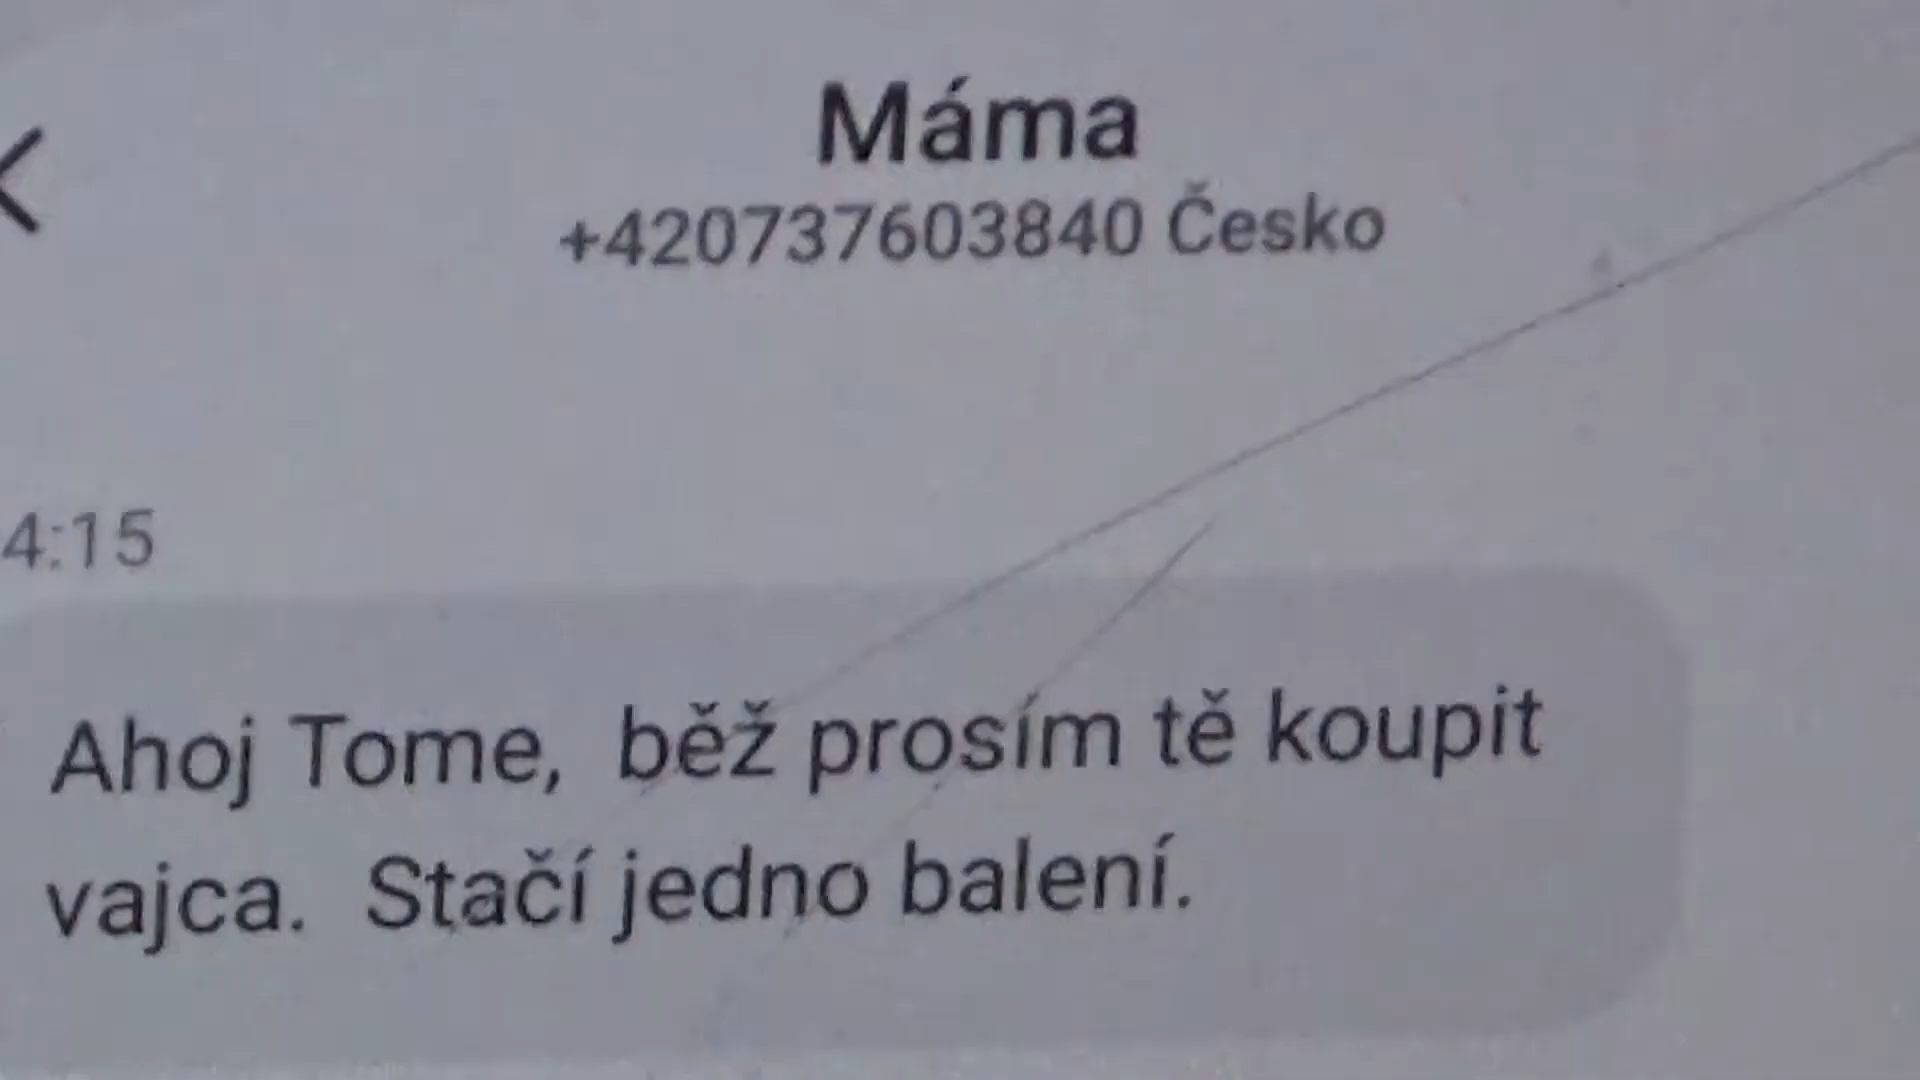 Máma
+420737603840 Česko
4:15
Ahoj Tome, běž prosím tě koupit
vajca. Stačí jedno balení.